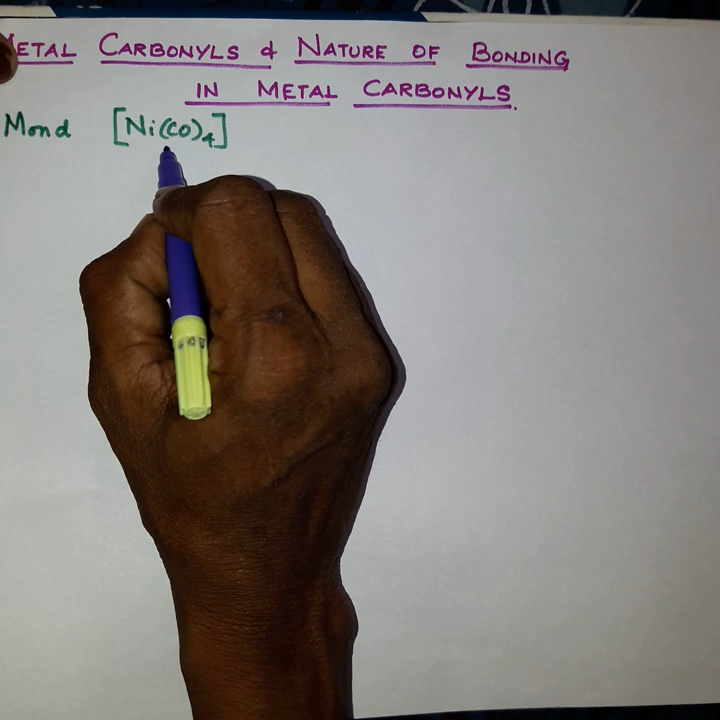 METAL CARBONYLS & NATURE OF BONDING
IN METAL CARBONYLS.
Mond [Ni(CO)4]